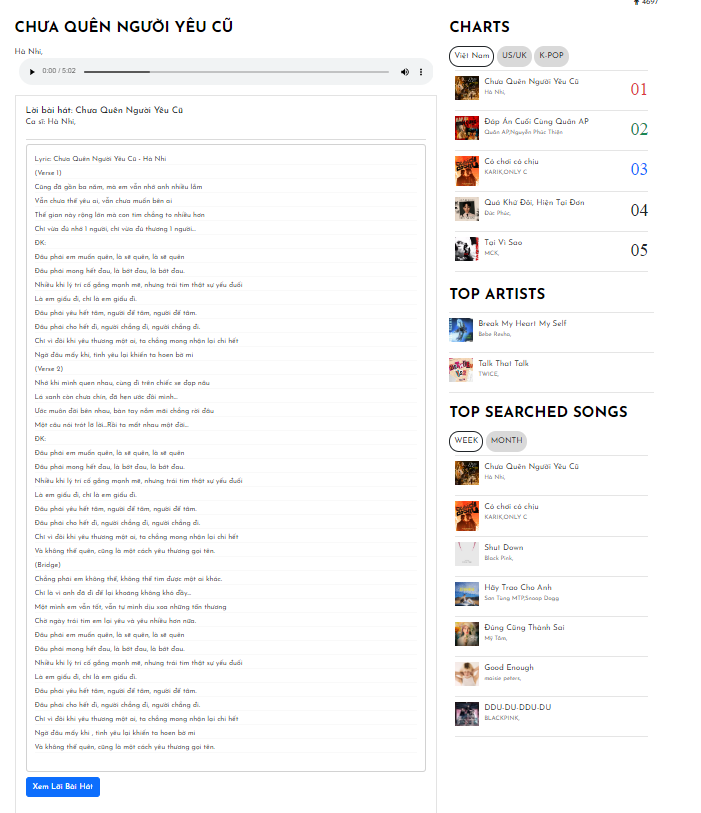 4697
CHƯA QUÊN NGƯỜI YÊU CŨ
Hà Nhi,
0:00 / 5:02
Lời bài hát: Chưa Quên Người Yêu Cũ
Ca sĩ: Hà Nhi,
Lyric: Chưa Quên Người Yêu Cũ - Hà Nhi
(Verse 1)
Cũng đã gần ba năm, mà em vẫn nhớ anh nhiều lắm
Vẫn chưa thể yêu ai, vẫn chưa muốn bên ai
Thế gian này rộng lớn mà con tim chẳng to nhiều hơn
Chỉ vừa đủ nhớ 1 người, chỉ vừa đủ thương 1 người...
ĐK:
Đâu phải em muốn quên, là sẽ quên, là sẽ quên
Đâu phải mong hết đau, là bớt đau, là bớt đau.
Nhiều khi lý trí cố gắng mạnh mẽ, nhưng trái tim thật sự yếu đuối
Là em giấu đi, chỉ là em giấu đi.
Đâu phải yêu hết tâm, người để tâm, người để tâm.
Đâu phải cho hết đi, người chẳng đi, người chẳng đi.
Chỉ vì đôi khi yêu thương một ai, ta chẳng mong nhận lại chi hết
Ngờ đâu mấy khi, tình yêu lại khiến ta hoen bờ mi
(Verse 2)
Nhớ khi mình quen nhau, cùng đi trên chiếc xe đạp nâu
Lá xanh còn chưa chín, đã hẹn ước đôi mình...
Ước muốn đời bên nhau, bàn tay nắm mãi chẳng rời đâu
Một câu nói trót lỡ lời...Rồi ta mất nhau một đời...
ĐK:
Đâu phải em muốn quên, là sẽ quên, là sẽ quên
Đâu phải mong hết đau, là bớt đau, là bớt đau.
Nhiều khi lý trí cố gắng mạnh mẽ, nhưng trái tim thật sự yếu đuối
Là em giấu đi, chỉ là em giấu đi.
Đâu phải yêu hết tâm, người để tâm, người để tâm.
Đâu phải cho hết đi, người chẳng đi, người chẳng đi.
Chỉ vì đôi khi yêu thương một ai, ta chẳng mong nhận lại chi hết
Và không thể quên, cũng là một cách yêu thương gọi tên.
(Bridge)
Chẳng phải em không thể, không thể tìm được một ai khác.
Chỉ là vì anh đã đi để lại khoảng không khó đầy...
Một mình em vẫn tốt, vẫn tự mình dịu xoa những tổn thương
Chờ ngày trái tim em lại yêu và yêu nhiều hơn nữa.
Đâu phải em muốn quên, là sẽ quên, là sẽ quên
Đâu phải mong hết đau, là bớt đau, là bớt đau.
Nhiều khi lý trí cố gắng mạnh mẽ, nhưng trái tim thật sự yếu đuối
Là em giấu đi, chỉ là em giấu đi.
Đâu phải yêu hết tâm, người để tâm, người để tâm.
Đâu phải cho hết đi, người chẳng đi, người chẳng đi.
Chỉ vì đôi khi yêu thương một ai, ta chẳng mong nhận lại chi hết
Ngờ đâu mấy khi , tình yêu lại khiến ta hoen bờ mi
Và không thể quên, cũng là một cách yêu thương gọi tên.
Xem Lời Bài Hát
CHARTS
Việt Nam US/UK K-POP
Chưa Quên Người Yêu Cũ
Hà Nhi,
01
Đáp Án Cuối Cùng Quân AP
Quân AP,Nguyễn Phúc Thiện
02
Có chơi có chịu
KARIK,ONLY C
03
Quá Khứ Đôi, Hiện Tại Đơn
Đức Phúc,
04
Tại Vì Sao
MCK,
05
TOP ARTISTS
Break My Heart My Self
Bebe Rexha,
Talk That Talk
TWICE,
TOP SEARCHED SONGS
WEEK MONTH
Chưa Quên Người Yêu Cũ
Hà Nhi,
Có chơi có chịu
KARIK,ONLY C
Shut Down
Black Pink,
Hãy Trao Cho Anh
Sơn Tùng MTP,Snoop Dogg
Đúng Cũng Thành Sai
Mỹ Tâm,
Good Enough
maisie peters,
DDU-DU-DDU-DU
BLACKPINK,